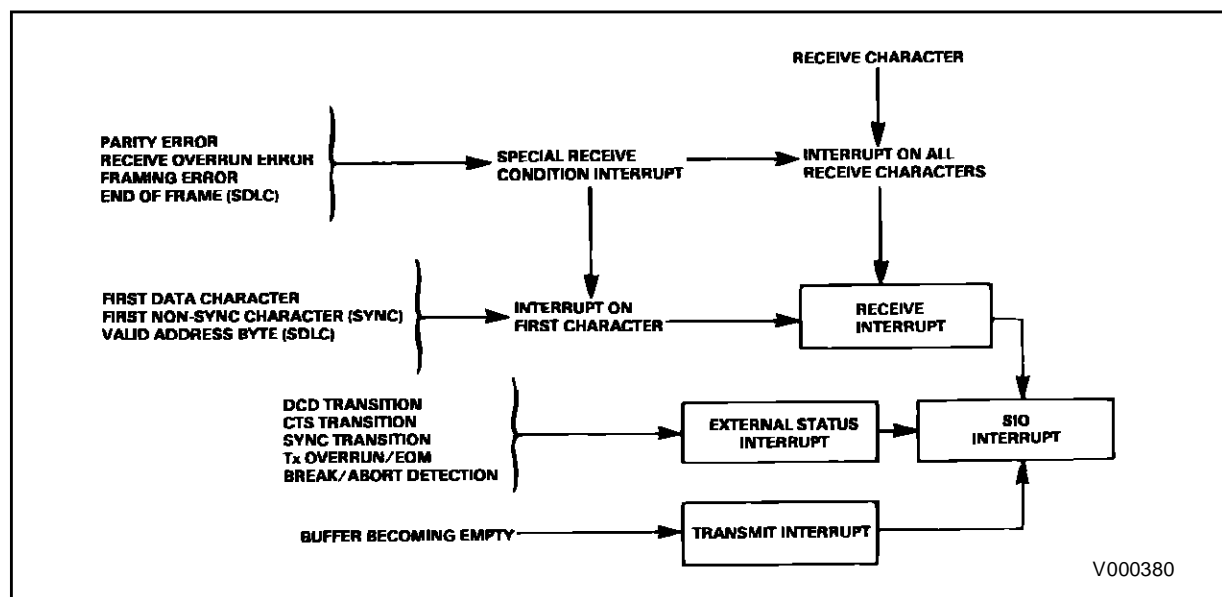 RECEIVE CHARACTER
PARITY ERROR
RECEIVE OVERRUN ERROR
FRAMING ERROR
END OF FRAME (SDLC)
SPECIAL RECEIVE
CONDITION INTERRUPT
INTERRUPT ON ALL
RECEIVE CHARACTERS
FIRST DATA CHARACTER
FIRST NON-SYNC CHARACTER (SYNC)
VALID ADDRESS BYTE (SDLC)
INTERRUPT ON
FIRST CHARACTER
RECEIVE
INTERRUPT
DCD TRANSITION
CTS TRANSITION
SYNC TRANSITION
Tx OVERRUN/EOM
BREAK/ABORT DETECTION
EXTERNAL STATUS
INTERRUPT
SIO
INTERRUPT
BUFFER BECOMING EMPTY
TRANSMIT INTERRUPT
V000380